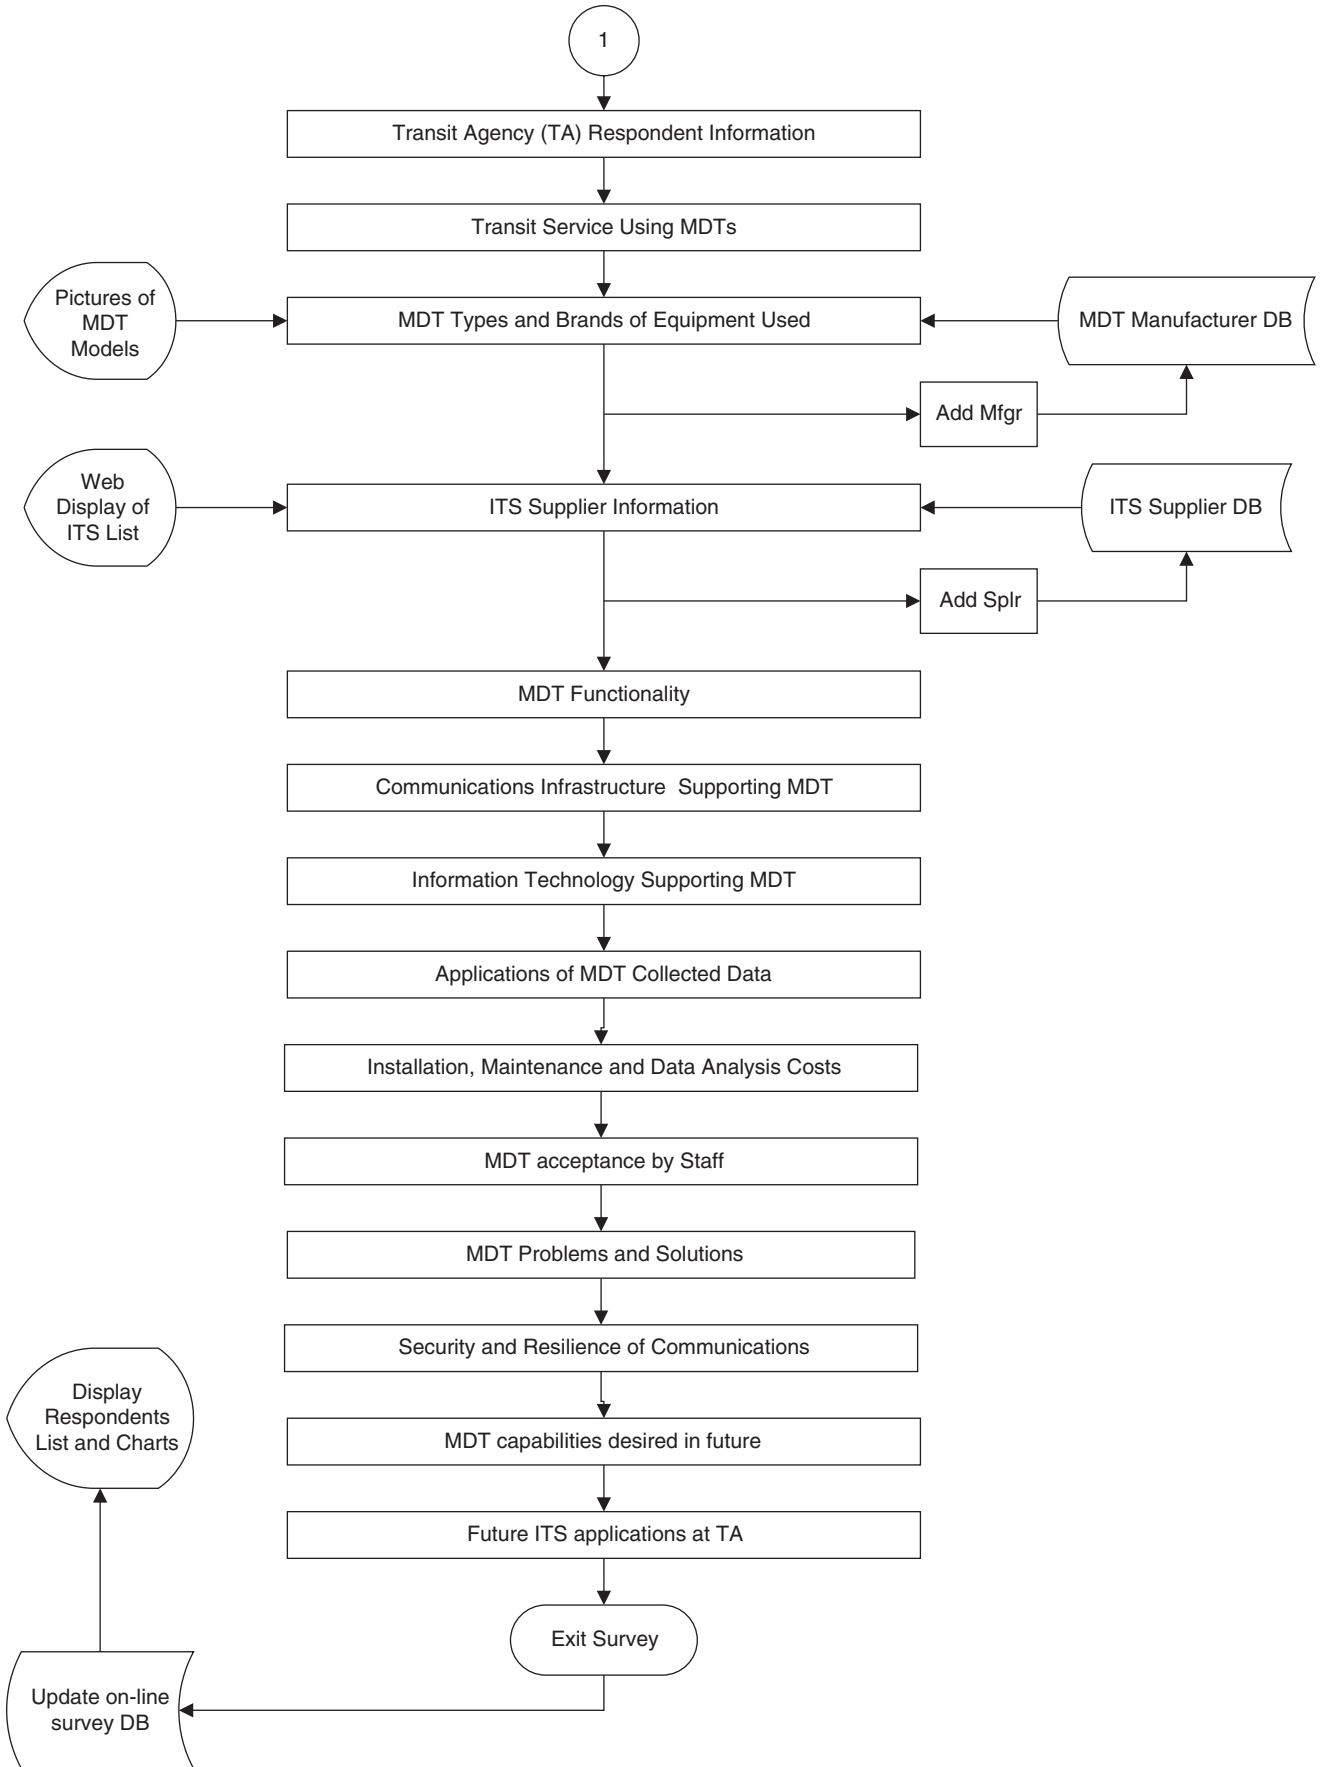 1
Transit Agency (TA) Respondent Information
Transit Service Using MDTs
Pictures of
MDT
Models
MDT Types and Brands of Equipment Used
MDT Manufacturer DB
Add Mfgr
Web
Display of
ITS List
ITS Supplier Information
ITS Supplier DB
Add Splr
MDT Functionality
Communications Infrastructure  Supporting MDT
Information Technology Supporting MDT
Applications of MDT Collected Data
Installation, Maintenance and Data Analysis Costs
MDT acceptance by Staff
MDT Problems and Solutions
Security and Resilience of Communications
Display
Respondents
List and Charts
MDT capabilities desired in future
Future ITS applications at TA
Exit Survey
Update on-line
survey DB